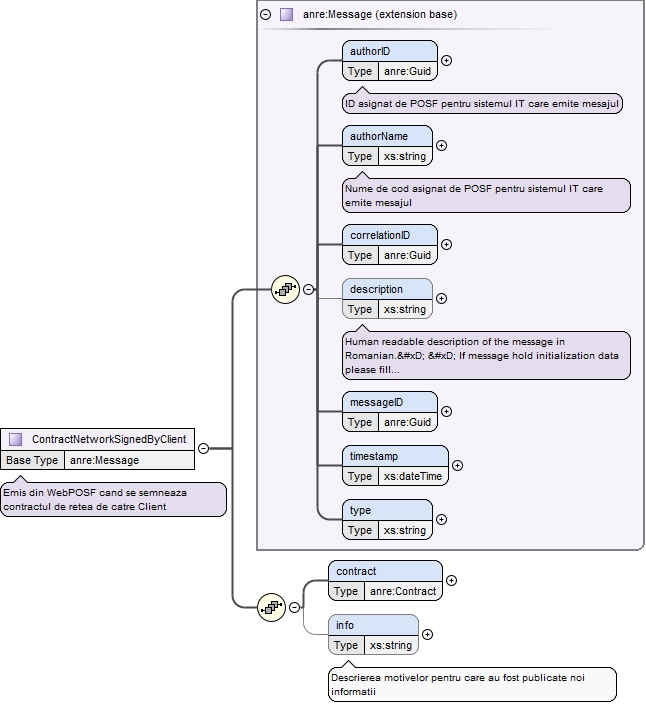 anre:Message (extension base)
authorID
Type anre:Guid
ID asignat de POSF pentru sistemul IT care emite mesajul
authorName
Type xs:string
Nume de cod asignat de POSF pentru sistemul IT care
emite mesajul
correlationID
Type anre:Guid
description
Type xs:string
Human readable description of the message in
Romanian.&#xD; &#xD; If message hold initialization data
please fill...
messageID
Type anre:Guid
timestamp
Type xs:dateTime
type
Type xs:string
ContractNetworkSignedByClient
Base Type anre:Message
Emis din WebPOSF cand se semneaza
contractul de retea de catre Client
contract
Type anre:Contract
info
Type xs:string
Descrierea motivelor pentru care au fost publicate noi
informatii